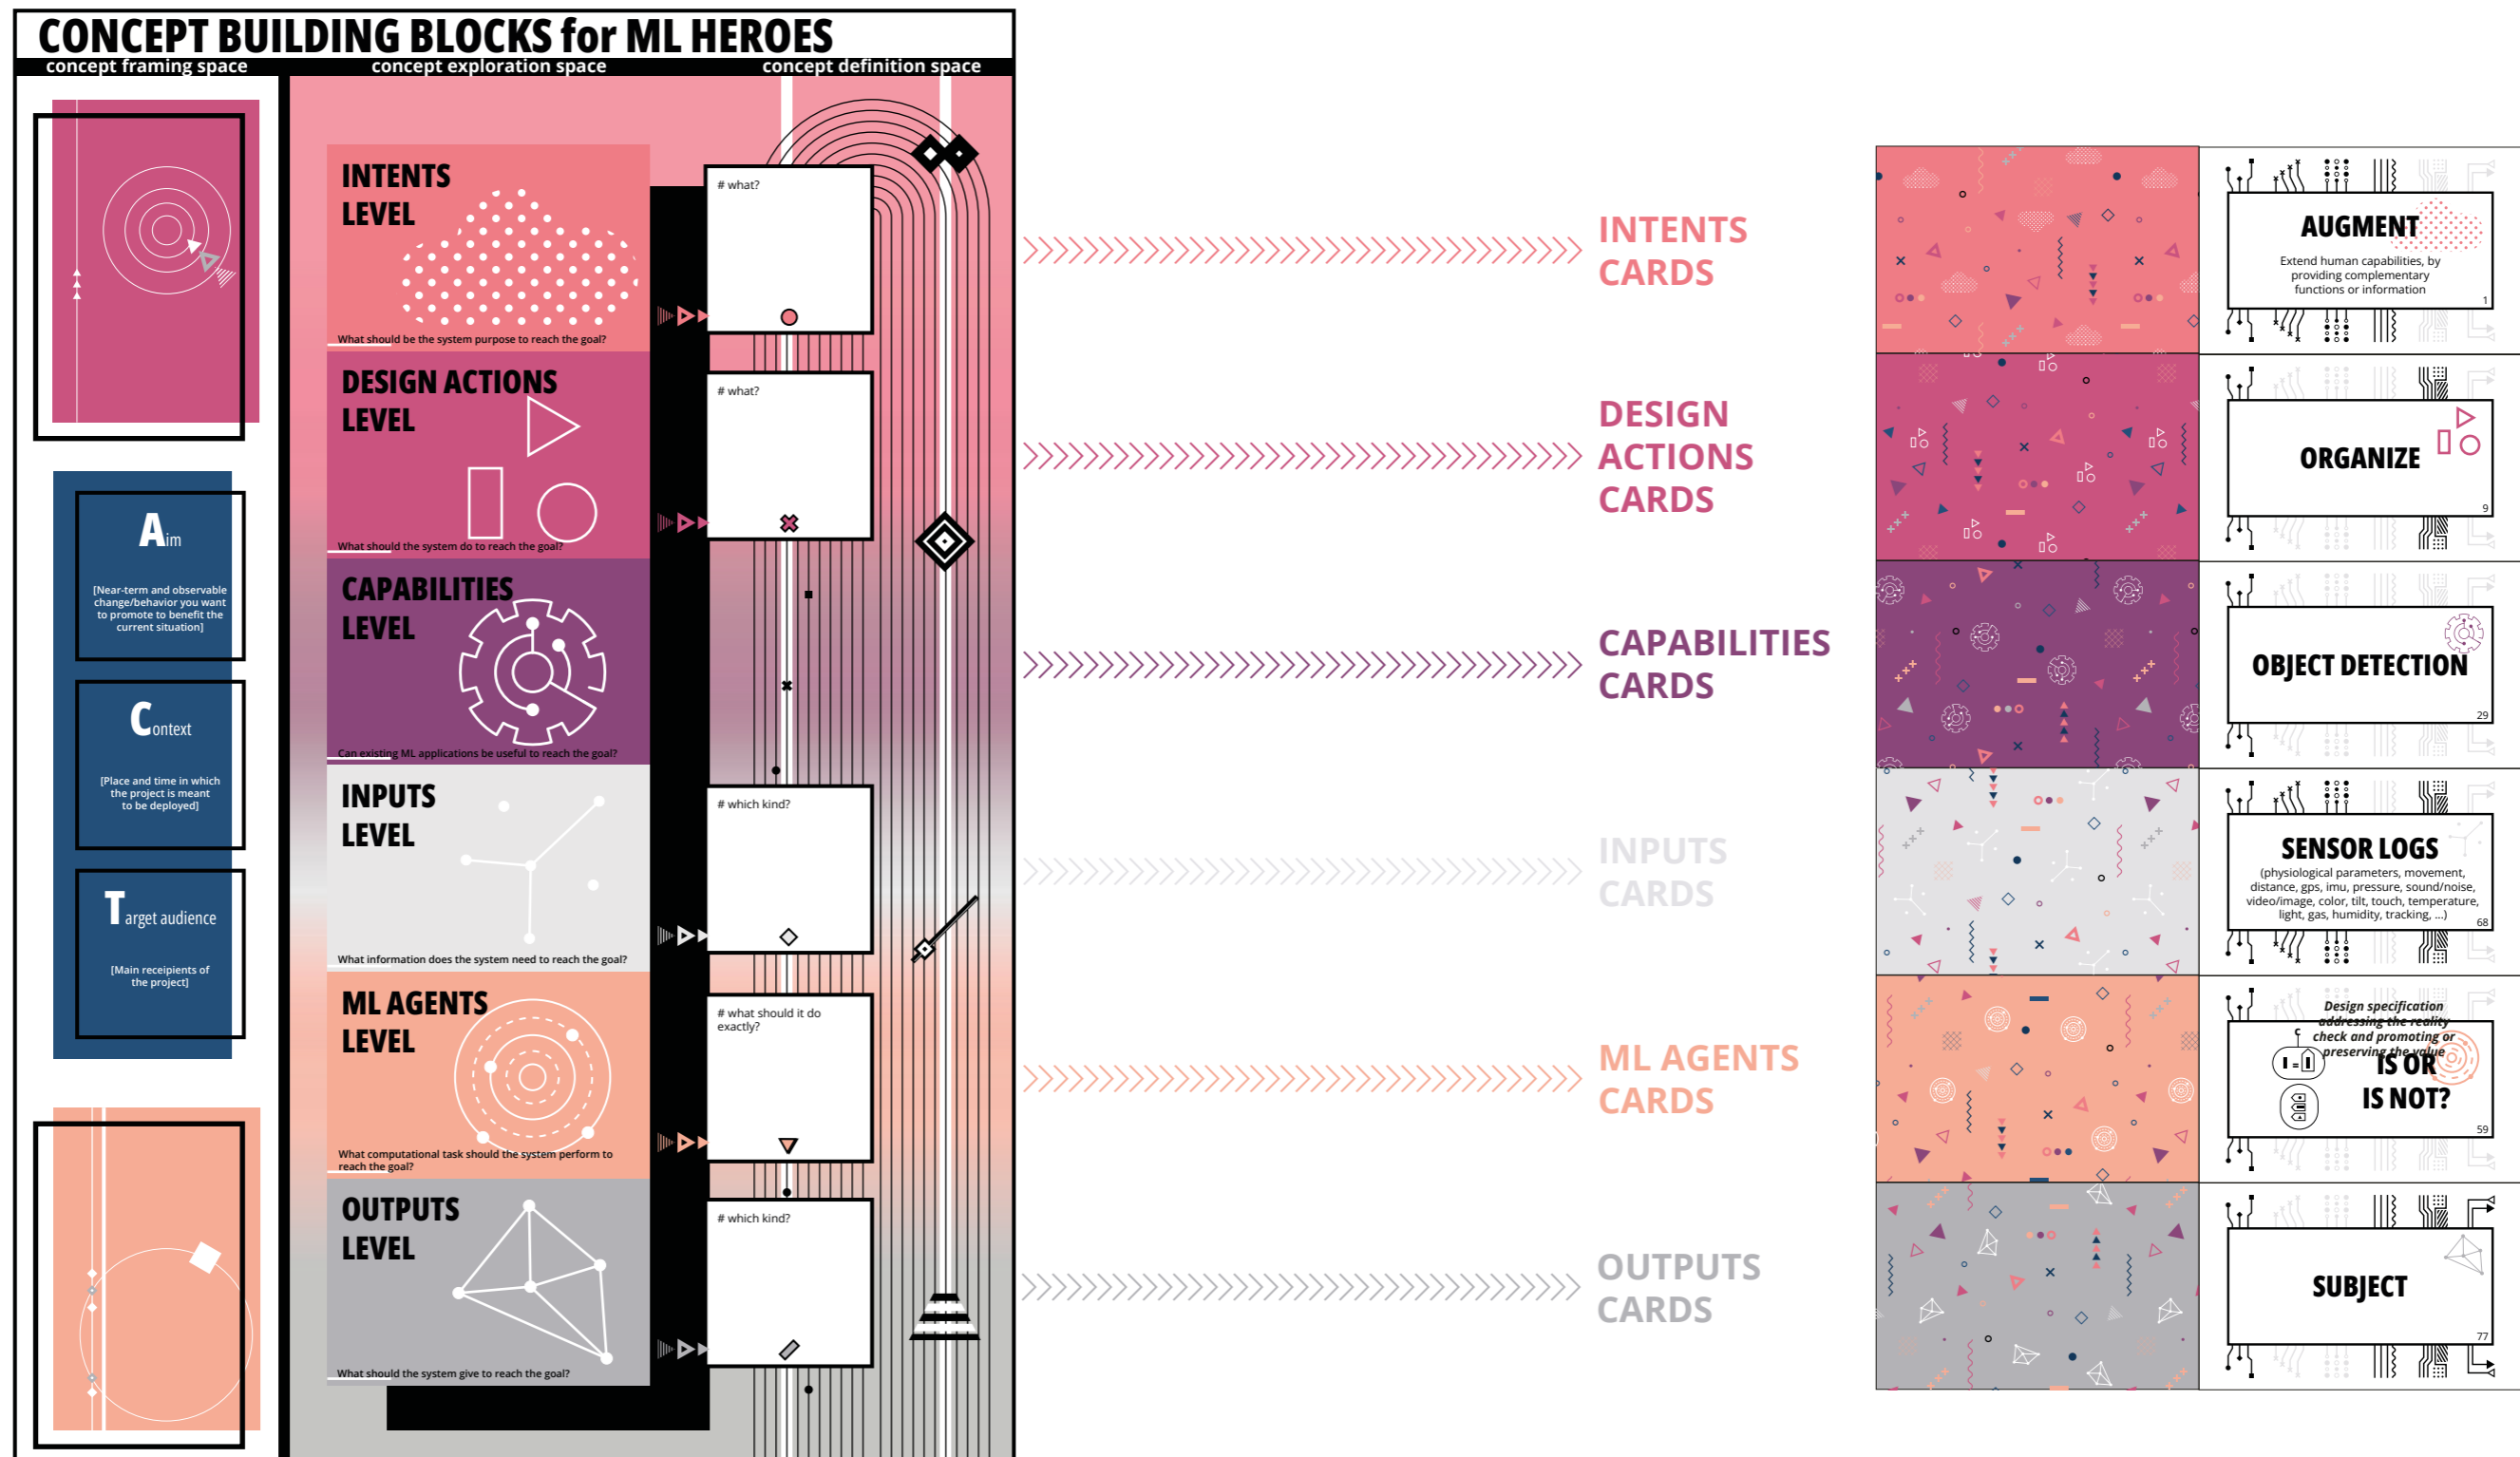 CONCEPT BUILDING BLOCKS for ML HEROES
concept framing space
concept exploration space
concept definition space
Aim
[Near-term and observable
change/behavior you want
to promote to benefit the
current situation]
Context
[Place and time in which
the project is meant
to be deployed]
Target audience
[Main receipients of
the project]
INTENTS
LEVEL
What should be the system purpose to reach the goal?
# what?
DESIGN ACTIONS
LEVEL
What should the system do to reach the goal?
# what?
CAPABILITIES
LEVEL
Can existing ML applications be useful to reach the goal?
INPUTS
LEVEL
What information does the system need to reach the goal?
# which kind?
ML AGENTS
LEVEL
What computational task should the system perform to
reach the goal?
# what should it do
exactly?
OUTPUTS
LEVEL
What should the system give to reach the goal?
# which kind?
INTENTS
CARDS
DESIGN
ACTIONS
CARDS
CAPABILITIES
CARDS
INPUTS
CARDS
ML AGENTS
CARDS
OUTPUTS
CARDS
AUGMENT
Extend human capabilities, by
providing complementary
functions or information
1
ORGANIZE
9
OBJECT DETECTION
29
SENSOR LOGS
(physiological parameters, movement,
distance, gps, imu, pressure, sound/noise,
video/image, color, tilt, touch, temperature,
light, gas, humidity, tracking, ...)
68
Design specification
addressing the reality
check and promoting or
preserving the value
C
IS OR
IS NOT?
59
SUBJECT
77